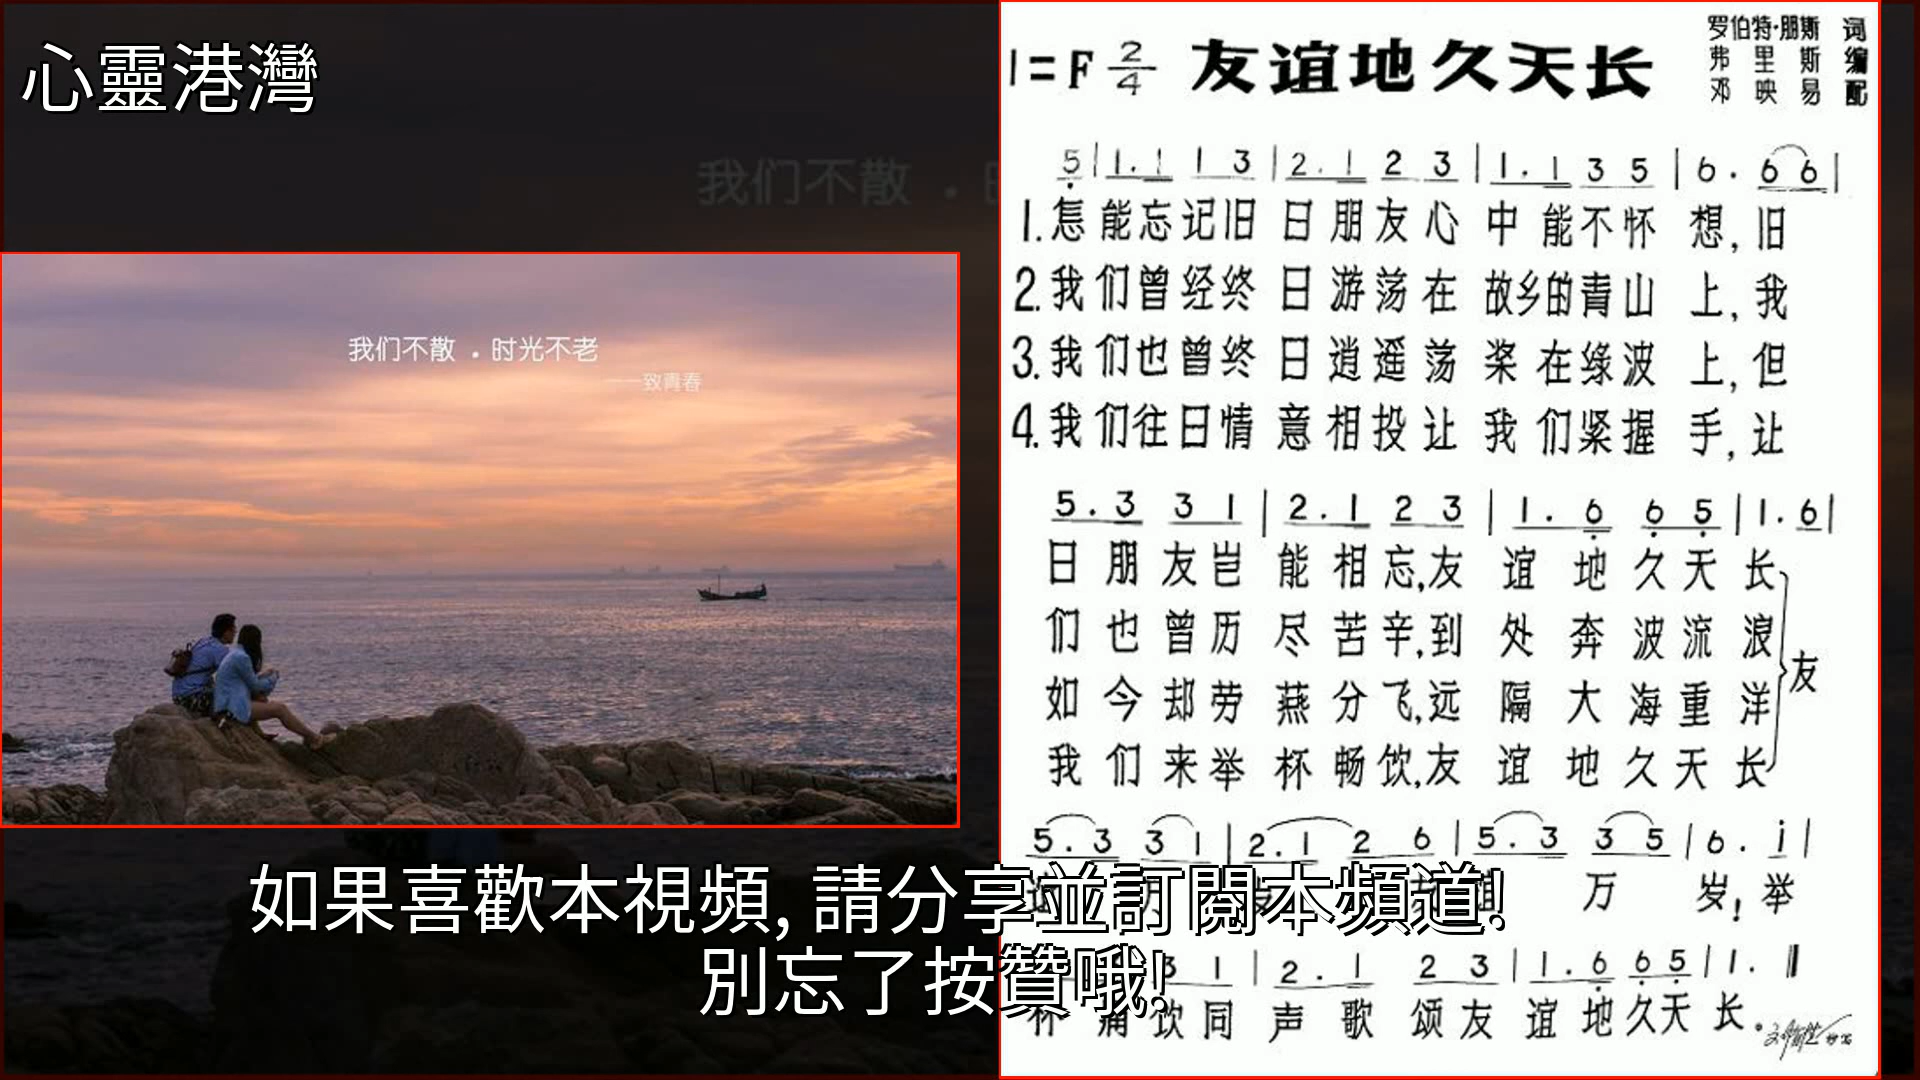 心靈港灣
我们不散 . 时光不老
——致青春
我们不散 .
1=F 2/4 友谊地久天长
罗伯特·朋斯 词
弗里斯 编
邓映易 配
5 | 1. 1 1 3 | 2. 1 2 3 | 1. 1 3 5 | 6. 6 6 |
1.怎能忘记旧日朋友心中能不怀想,旧
2.我们曾经终日游荡在故乡的青山上,我
3.我们也曾终日逍遥荡桨在绿波上,但
4.我们往日情意相投让我们紧握手,让
5. 3 3 1 | 2. 1 2 3 | 1. 6 6 5 | 1. 6 |
日朋友岂能相忘,友谊地久天长
们也曾历尽苦辛,到处奔波流浪
如今却劳燕分飞,远隔大海重洋
友
我们来举杯畅饮,友谊地久天长
5. 3 3 1 | 2. 1 2 6 | 5. 3 3 5 | 6. i |
万岁!举
如果喜歡本視頻, 請分享並訂閱本頻道!
別忘了按贊哦!
3 1 | 2. 1 2 3 | 1. 6 6 5 | 1.
饮同声歌颂友谊地久天长。